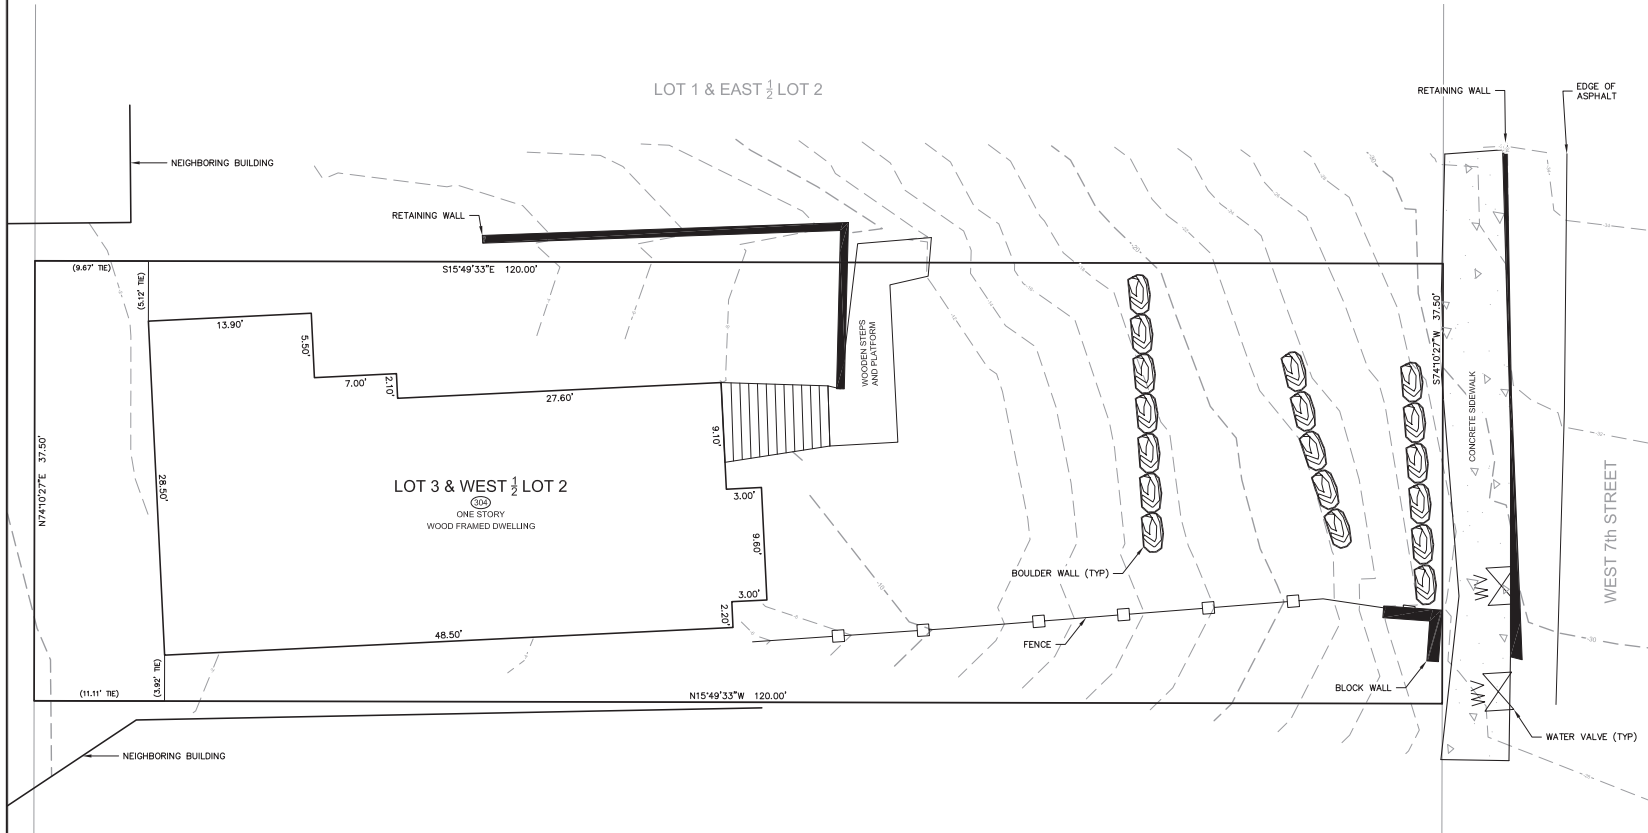 LOT 1 & EAST 1/2 LOT 2
RETAINING WALL
EDGE OF
ASPHALT
NEIGHBORING BUILDING
RETAINING WALL
(9.67' TIE)
(5.12' TIE)
S15°49'33"E 120.00'
13.90'
5.50'
7.00'
2.10'
27.60'
WOODEN STEPS
AND PLATFORM
S74°10'27"W 37.50'
CONCRETE SIDEWALK
N74°10'27"E 37.50'
28.50'
9.10'
LOT 3 & WEST 1/2 LOT 2
304
ONE STORY
WOOD FRAMED DWELLING
3.00'
9.60'
3.00'
2.20'
48.50'
BOULDER WALL (TYP)
WEST 7th STREET
FENCE
WV
(3.92' TIE)
(11.11' TIE)
N15°49'33"W 120.00'
BLOCK WALL
WV
WATER VALVE (TYP)
NEIGHBORING BUILDING
-20
-10
-30
-32
-30